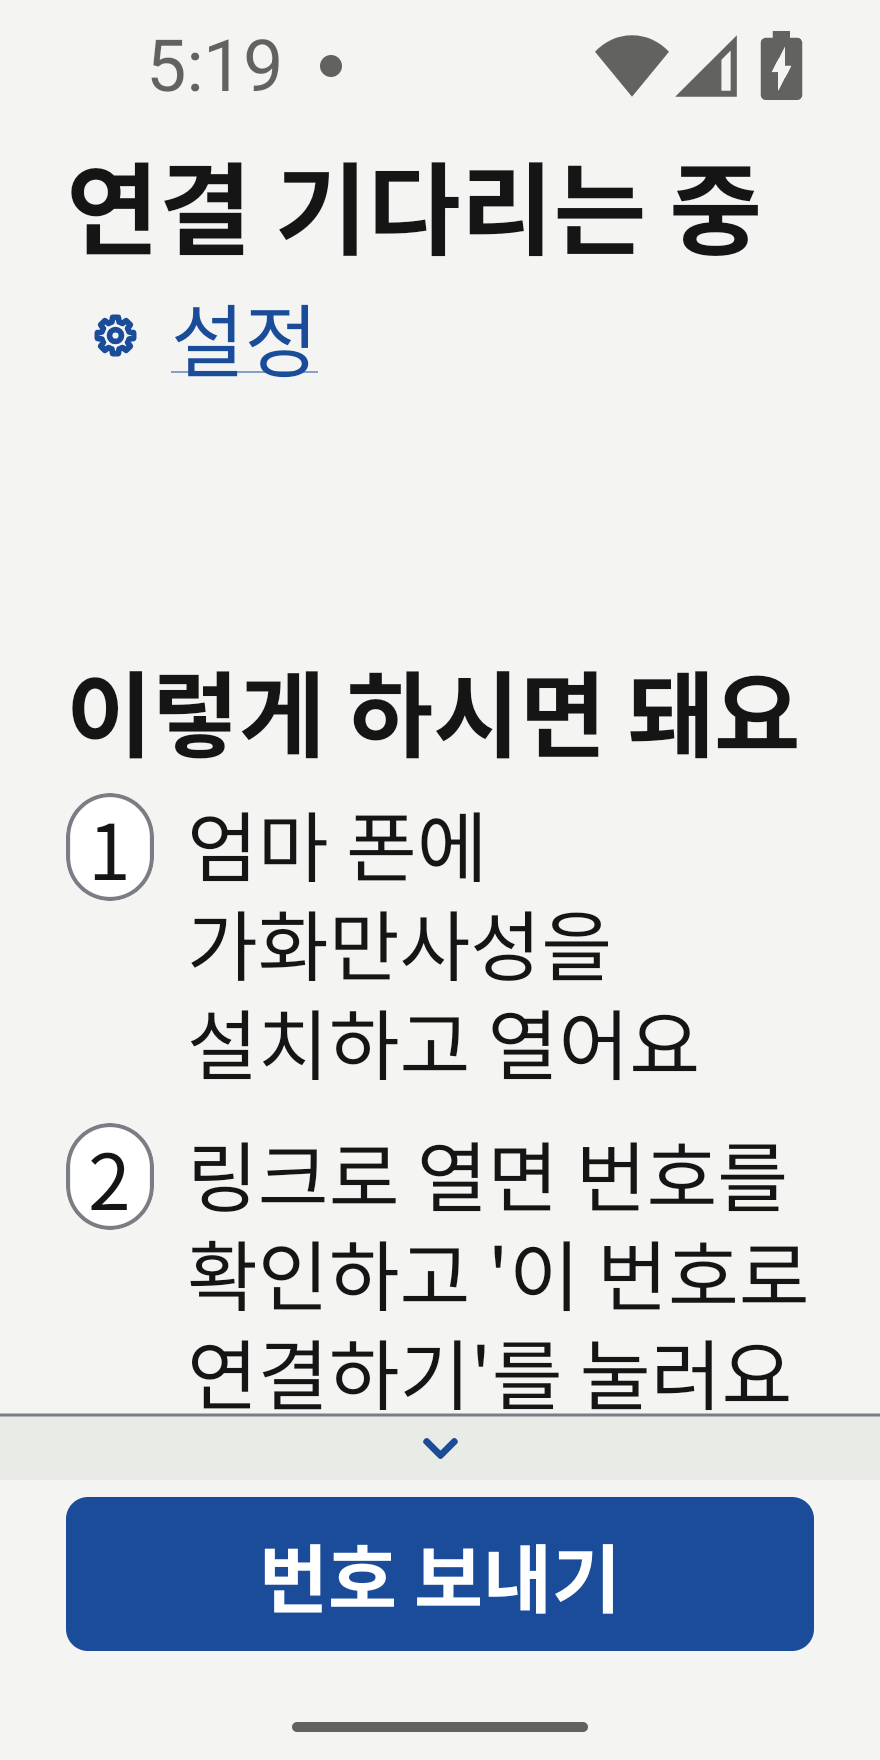 5:19
연결 기다리는 중
설정
이렇게 하시면 돼요
1 엄마 폰에
가화만사성을
설치하고 열어요
2 링크로 열면 번호를
확인하고 '이 번호로
연결하기'를 눌러요
번호 보내기